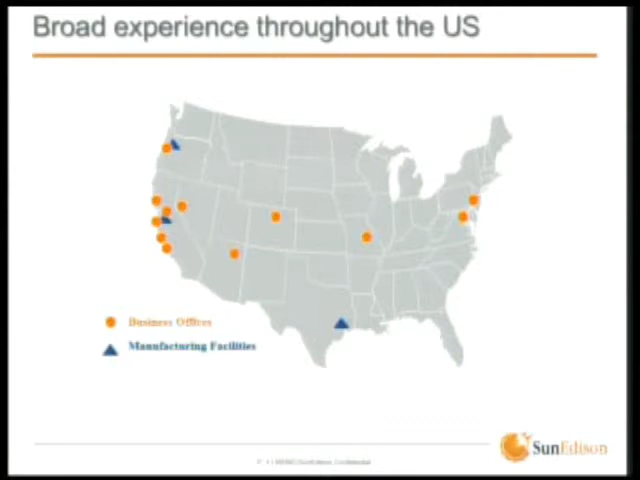 Broad experience throughout the US
Business Offices
Manufacturing Facilities
SunEdison